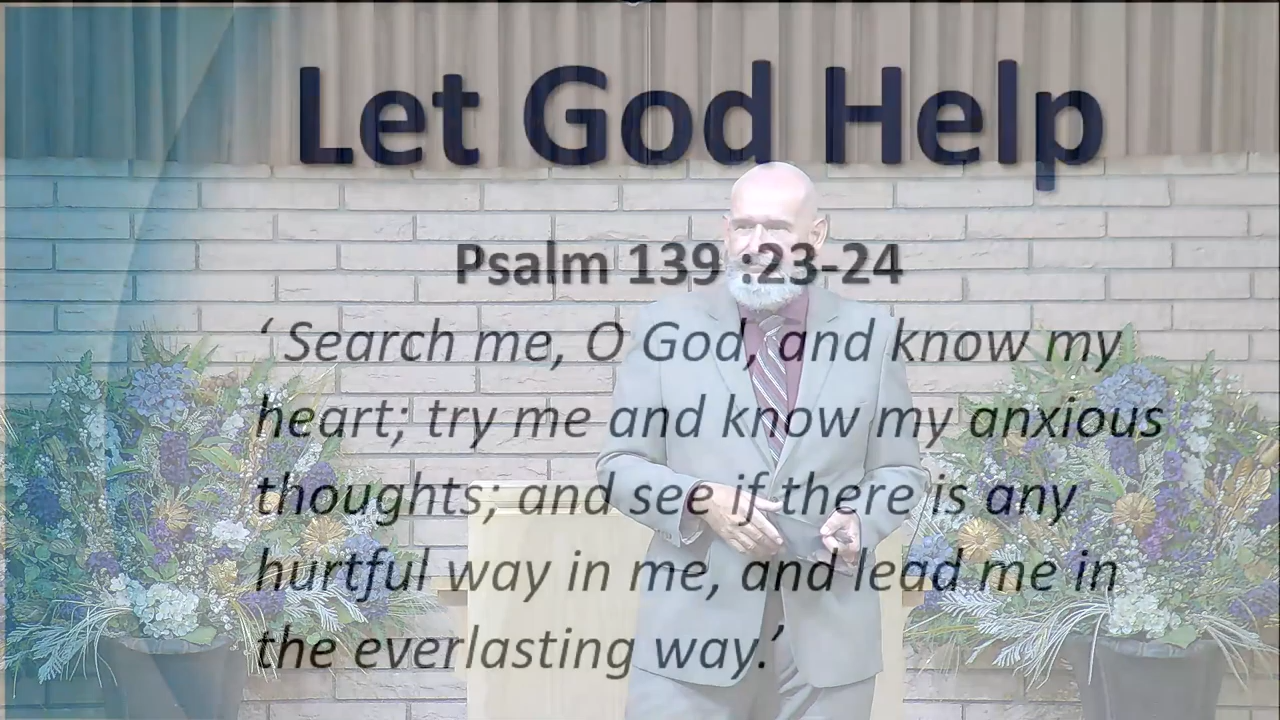 Let God Help
Psalm 139 :23-24
‘ Search me, O God, and know my
heart; try me and know my anxious
thoughts; and see if there is any
hurtful way in me, and lead me in
the everlasting way.’